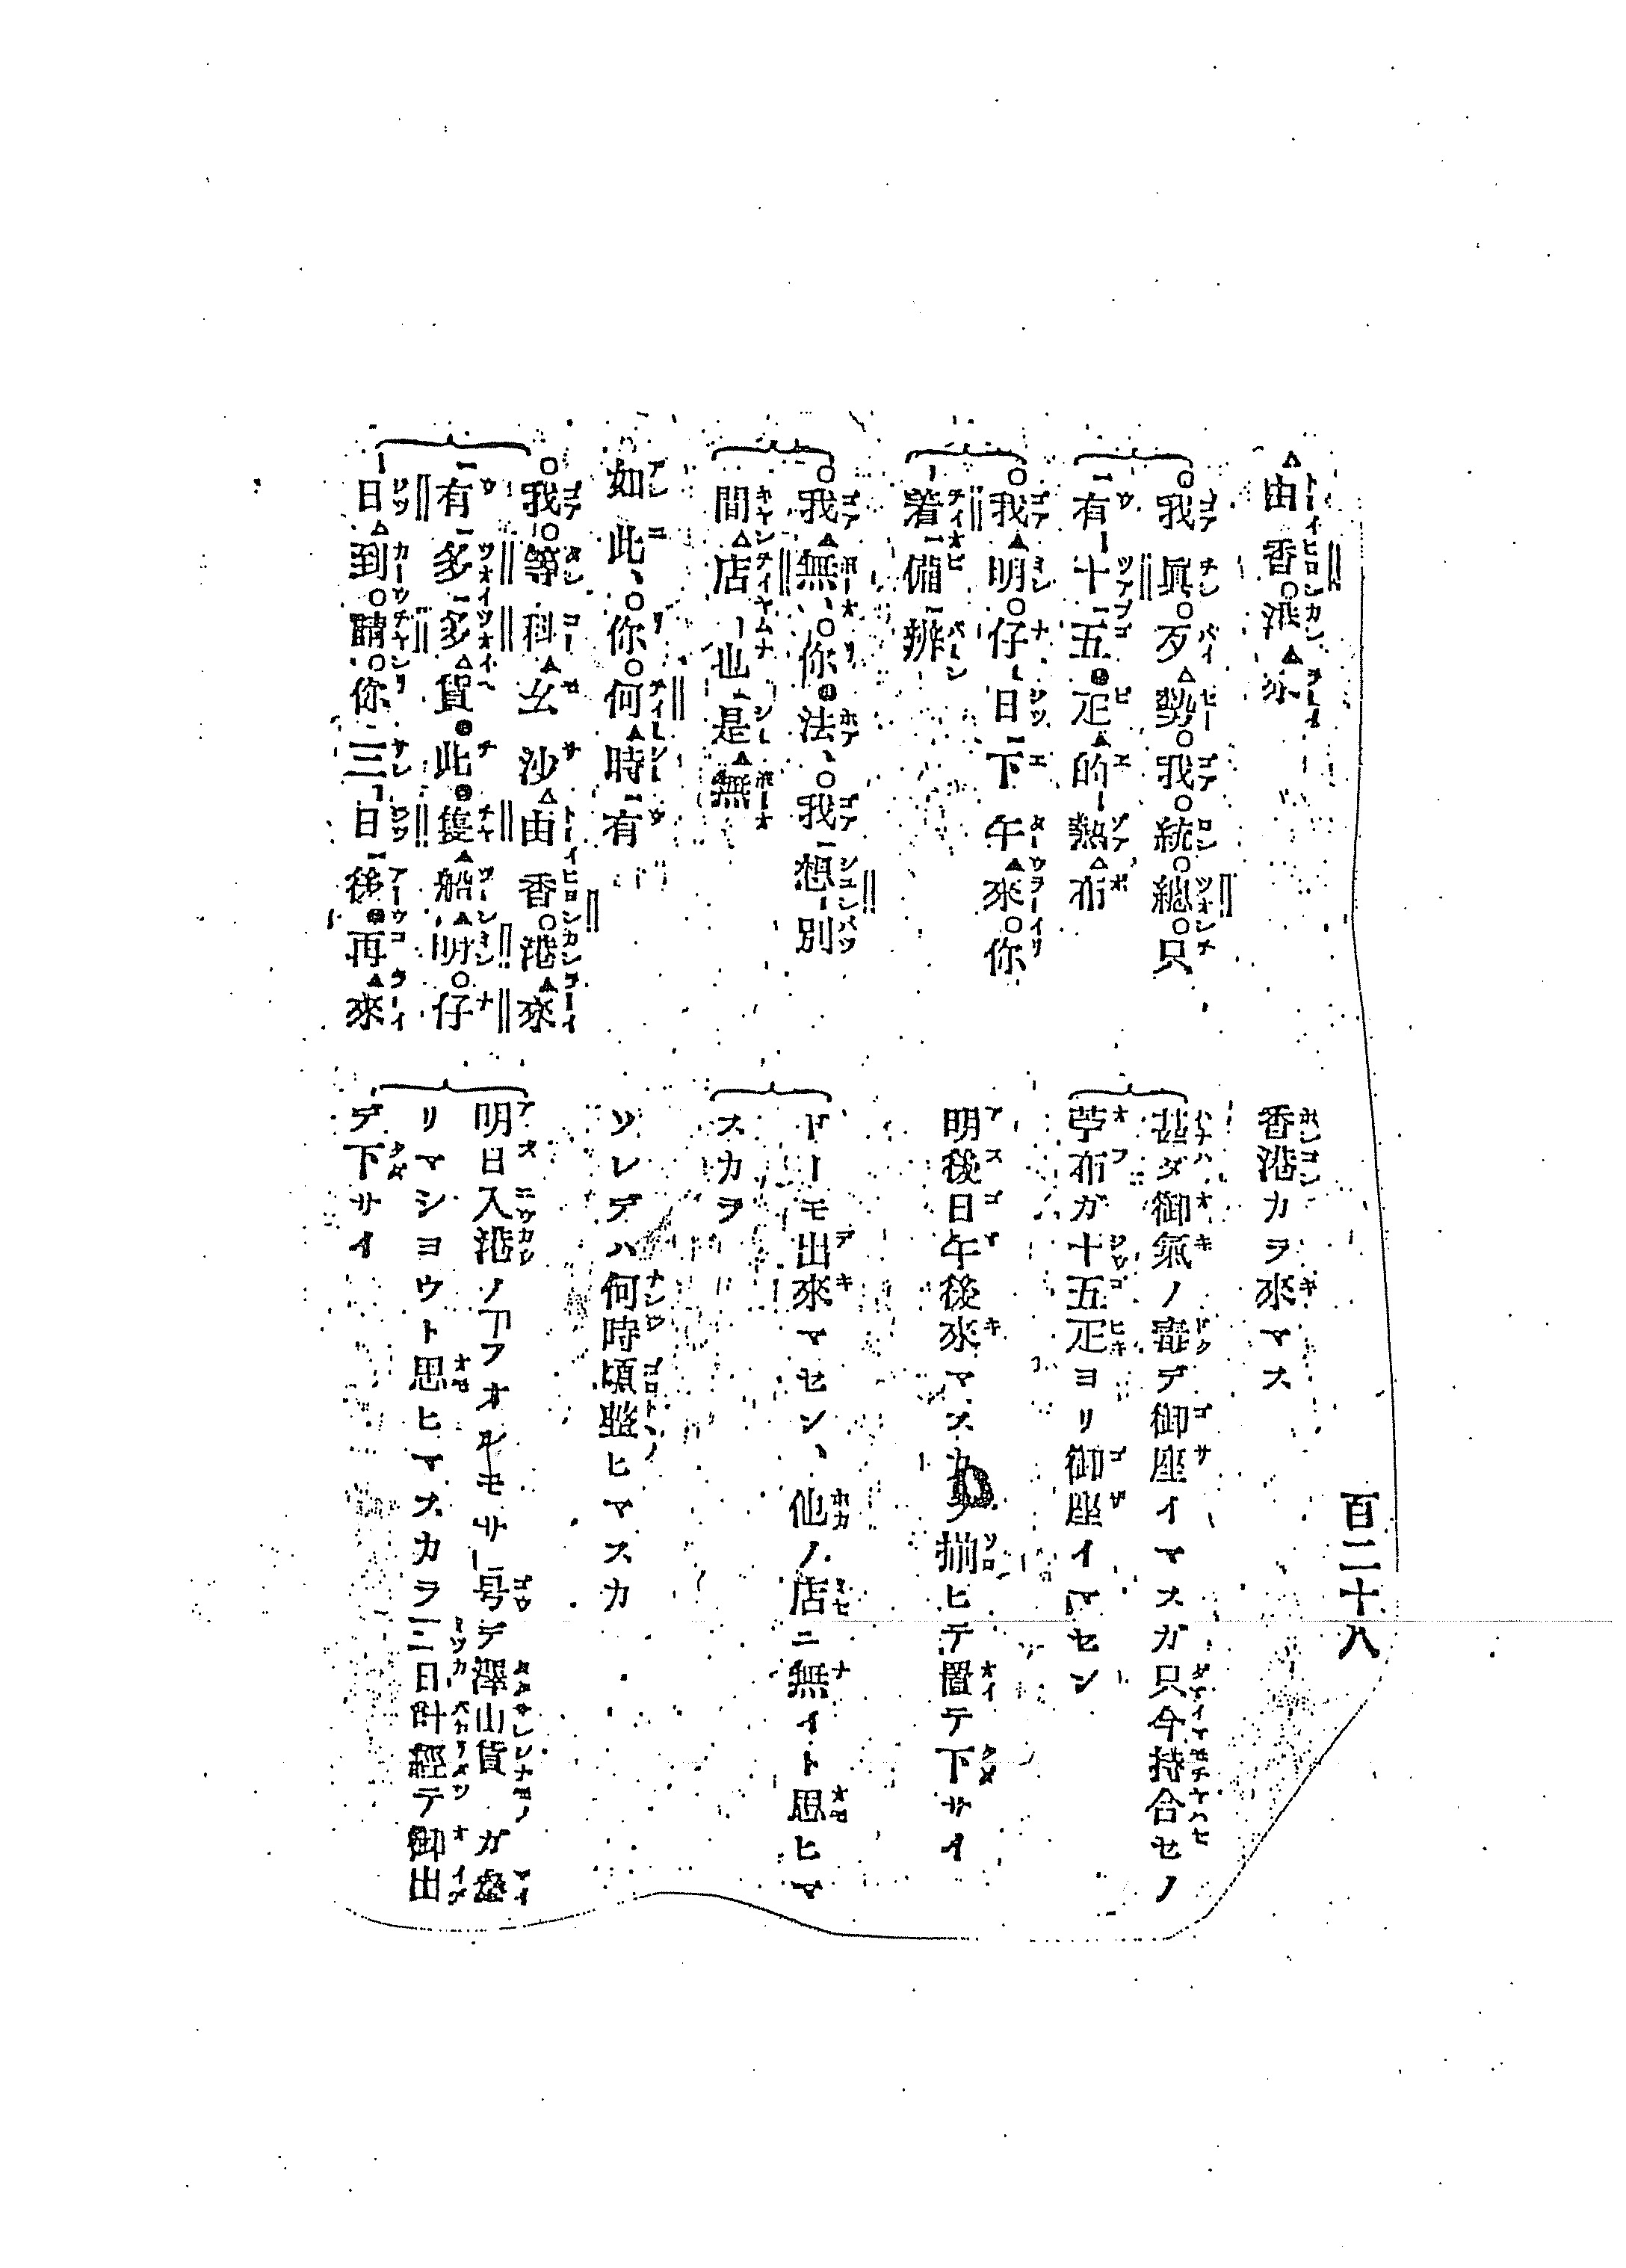 百二十八
由香港來
我眞歹勢我統總只
有十五疋的熱布
我明仔日下午來你
着備辦
我無、你法、我想別
間店也是無
如此、你何時有
我等科厶沙由香港來
有多多貨此隻船明仔
日到請你三日後再來
香港カヲ來マス
甚ダ御氣ノ毒デ御座イマスガ只今持合セノ
苧布ガ十五疋ヨリ御座イマセン
明後日午後來マスカヲ揃ヒテ置テ下サイ
ドーモ出來マセン、他ノ店ニ無イト思ヒマ
スカヲ
ソレデハ何時頃整ヒマスカ
明日入港ノフオルモサ号デ澤山貨ガ參
リマショウト思ヒマスカヲ三日計經テ御出
デ下サイ